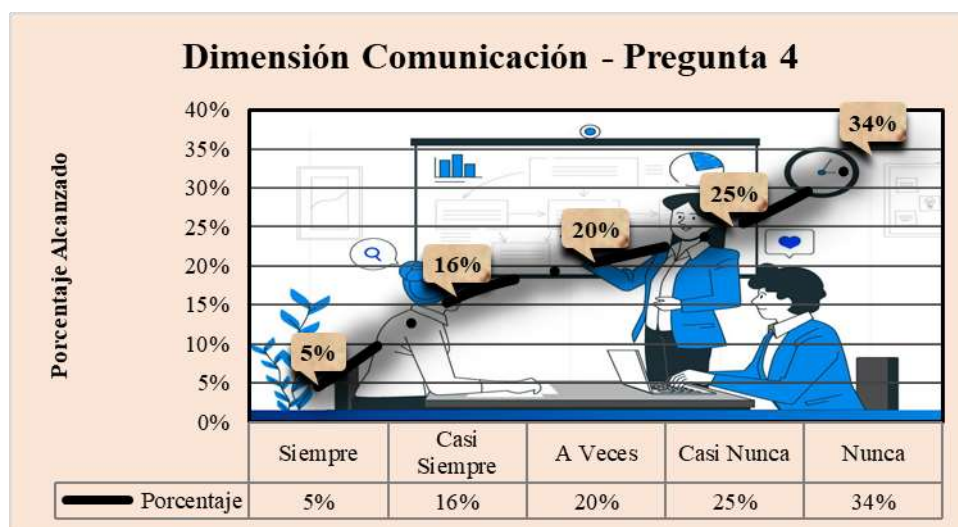 Dimensión Comunicación - Pregunta 4
Porcentaje Alcanzado
40%
35%
30%
25%
20%
15%
10%
5%
0%
5%
16%
20%
25%
34%
Siempre
Casi
Siempre
A Veces
Casi Nunca
Nunca
Porcentaje
5%
16%
20%
25%
34%